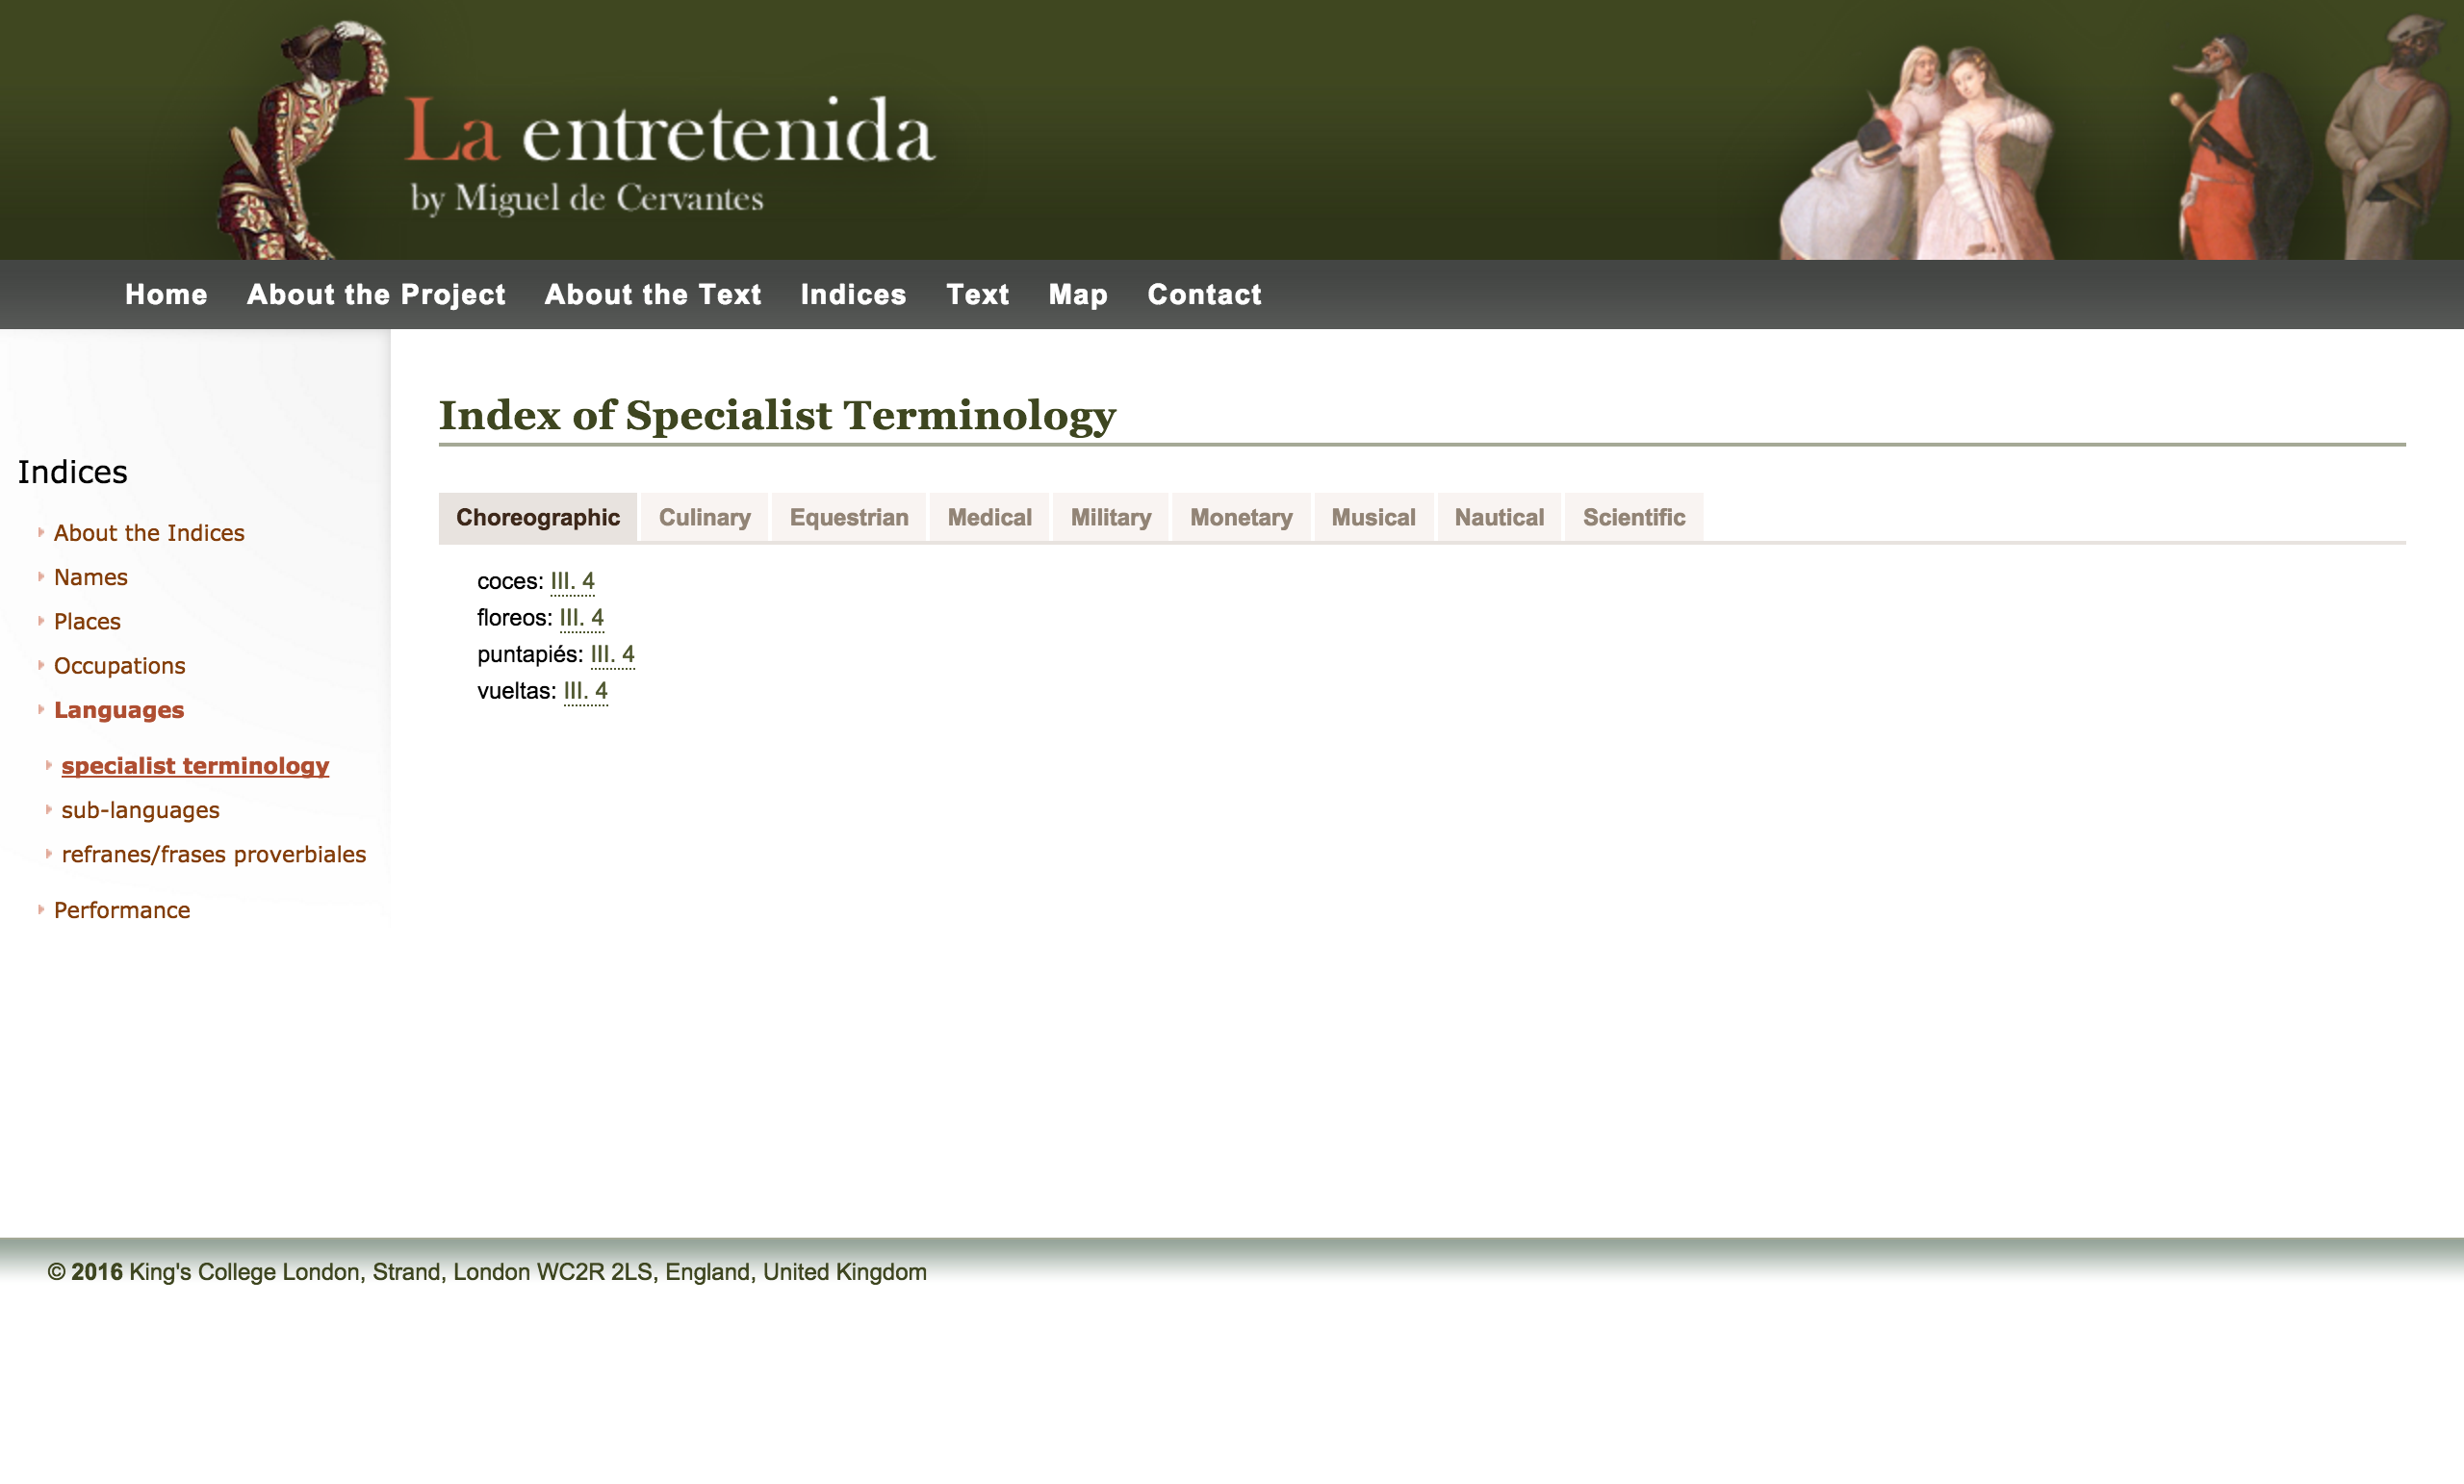 La entretenida
by Miguel de Cervantes
Home About the Project About the Text Indices Text Map Contact
Indices
About the Indices
Names
Places
Occupations
Languages
specialist terminology
sub-languages
refranes/frases proverbiales
Performance
Index of Specialist Terminology
Choreographic Culinary Equestrian Medical Military Monetary Musical Nautical Scientific
coces: III. 4
floreos: III. 4
puntapiés: III. 4
vueltas: III. 4
© 2016 King's College London, Strand, London WC2R 2LS, England, United Kingdom